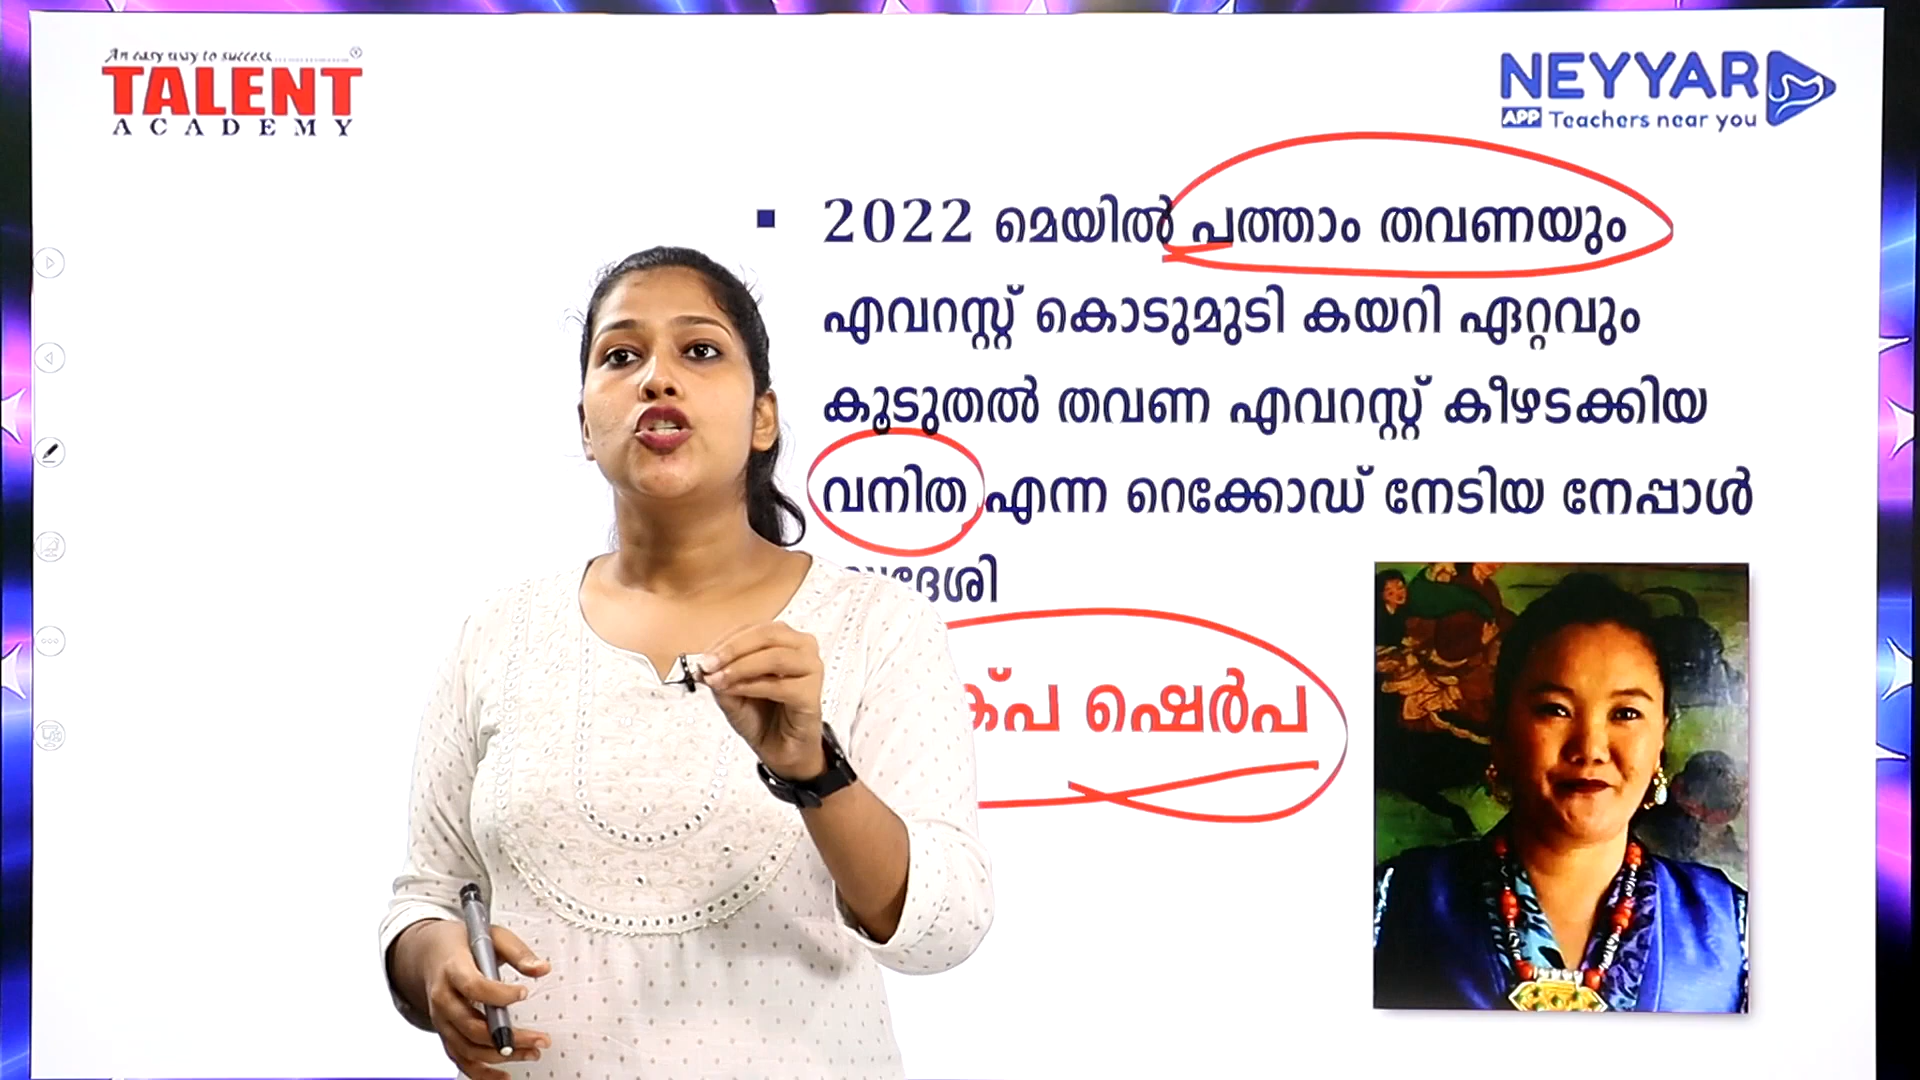 An easy way to success
TALENT
ACADEMY
NEYYAR
APP Teachers near you
2022 മെയിൽ പത്താം തവണയും
എവറസ്റ്റ് കൊടുമുടി കയറി ഏറ്റവും
കൂടുതൽ തവണ എവറസ്റ്റ് കീഴടക്കിയ
വനിത എന്ന റെക്കോഡ് നേടിയ നേപ്പാൾ
ഷെർപ